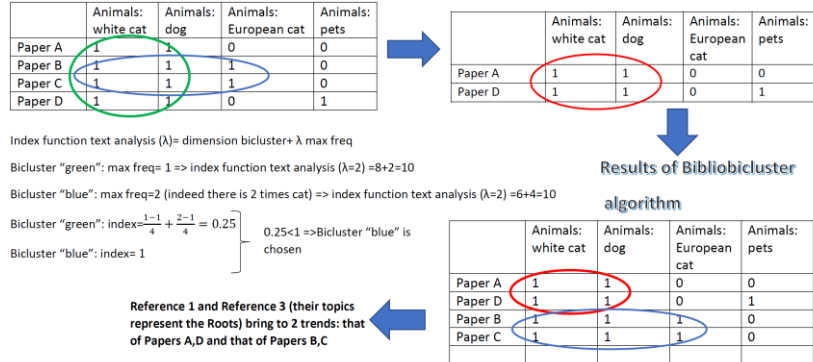 Animals: white cat Animals: dog Animals: European cat Animals: pets
Paper A 1 1 0 0
Paper B 1 1 1 0
Paper C 1 1 1 0
Paper D 1 1 0 1
Animals: white cat Animals: dog Animals: European cat Animals: pets
Paper A 1 1 0 0
Paper D 1 1 0 1
Index function text analysis (λ)= dimension bicluster+ λ max freq
Bicluster “green”: max freq= 1 => index function text analysis (λ=2) =8+2=10
Bicluster “blue”: max freq=2 (indeed there is 2 times cat) => index function text analysis (λ=2) =6+4=10
Bicluster “green”: index=\frac{1-1}{4} + \frac{2-1}{4} = 0.25
Bicluster “blue”: index= 1
0.25<1 =>Bicluster “blue” is
chosen
Results of Bibliobicluster
algorithm
Animals: white cat Animals: dog Animals: European cat Animals: pets
Paper A 1 1 0 0
Paper D 1 1 0 1
Paper B 1 1 1 0
Paper C 1 1 1 0
Reference 1 and Reference 3 (their topics
represent the Roots) bring to 2 trends: that
of Papers A,D and that of Papers B,C